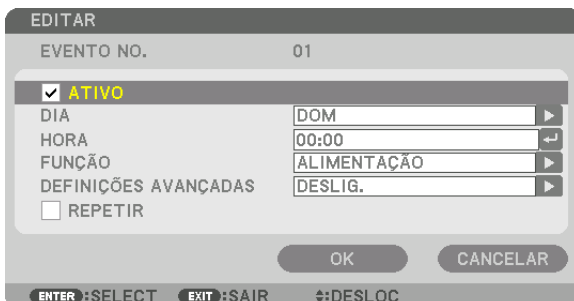 EDITAR
EVENTO NO. 01
ATIVO
DIA DOM
HORA 00:00
FUNÇÃO ALIMENTAÇÃO
DEFINIÇÕES AVANÇADAS DESLIG.
REPETIR
OK CANCELAR
ENTER :SELECT EXIT :SAIR :DESLOC